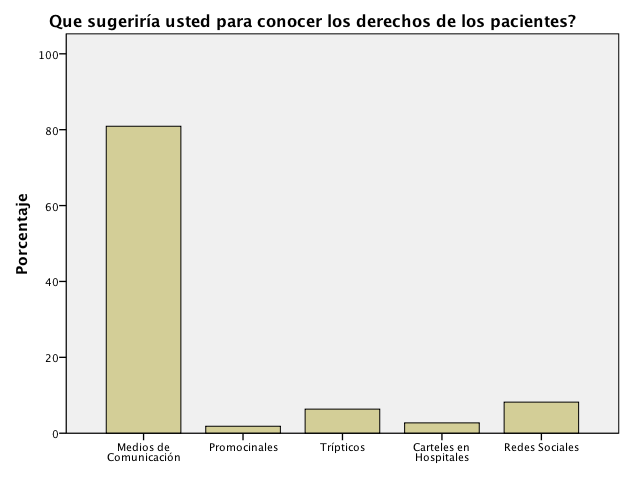 Que sugeriría usted para conocer los derechos de los pacientes?
Porcentaje
100
80
60
40
20
0
Medios de
Comunicación
Promocinales
Trípticos
Carteles en
Hospitales
Redes Sociales